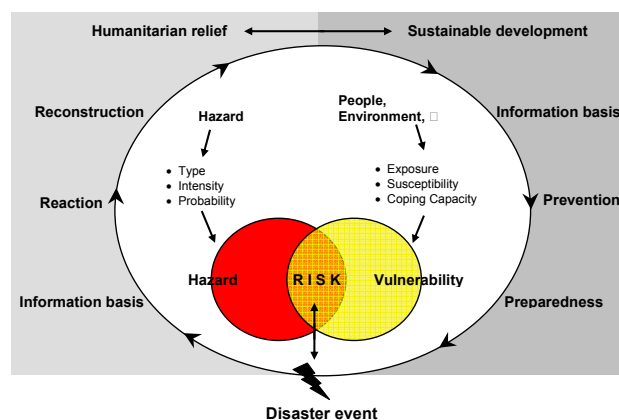 Humanitarian relief
Sustainable development
Reconstruction
Hazard
People,
Environment, □
Information basis
• Type
• Intensity
• Probability
• Exposure
• Susceptibility
• Coping Capacity
Reaction
Prevention
Hazard
R I S K
Vulnerability
Information basis
Preparedness
Disaster event